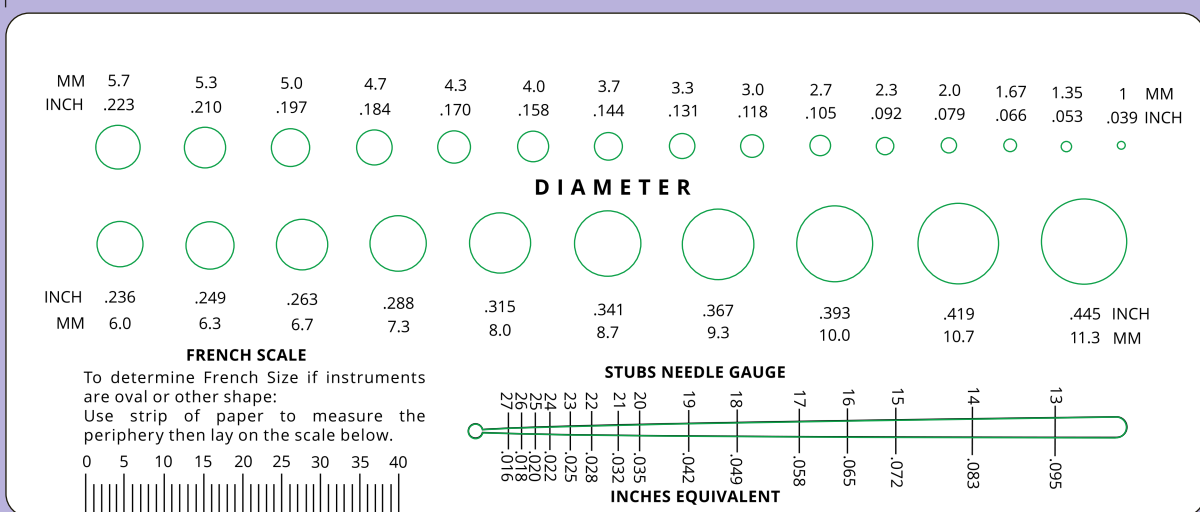 MM 5.7 5.3 5.0 4.7 4.3 4.0 3.7 3.3 3.0 2.7 2.3 2.0 1.67 1.35 1 MM
INCH .223 .210 .197 .184 .170 .158 .144 .131 .118 .105 .092 .079 .066 .053 .039 INCH
DIAMETER
INCH .236 .249 .263 .288 .315 .341 .367 .393 .419 .445 INCH
MM 6.0 6.3 6.7 7.3 8.0 8.7 9.3 10.0 10.7 11.3 MM
FRENCH SCALE
To determine French Size if instruments
are oval or other shape:
Use strip of paper to measure the
periphery then lay on the scale below.
0 5 10 15 20 25 30 35 40
STUBS NEEDLE GAUGE
27 26 25 24 23 22 21 20 19 18 17 16 15 14 13
.016 .018 .020 .022 .025 .028 .032 .035 .042 .049 .058 .065 .072 .083 .095
INCHES EQUIVALENT